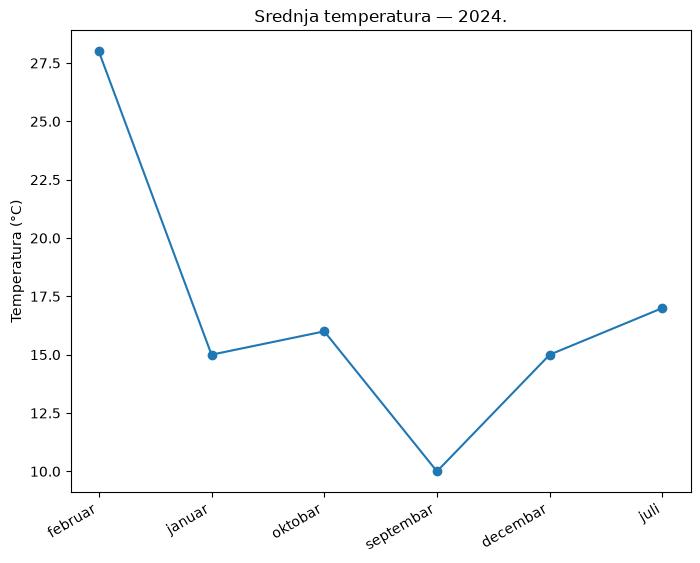 Srednja temperatura — 2024.
Temperatura (°C)
27.5
25.0
22.5
20.0
17.5
15.0
12.5
10.0
februar
januar
oktobar
septembar
decembar
juli